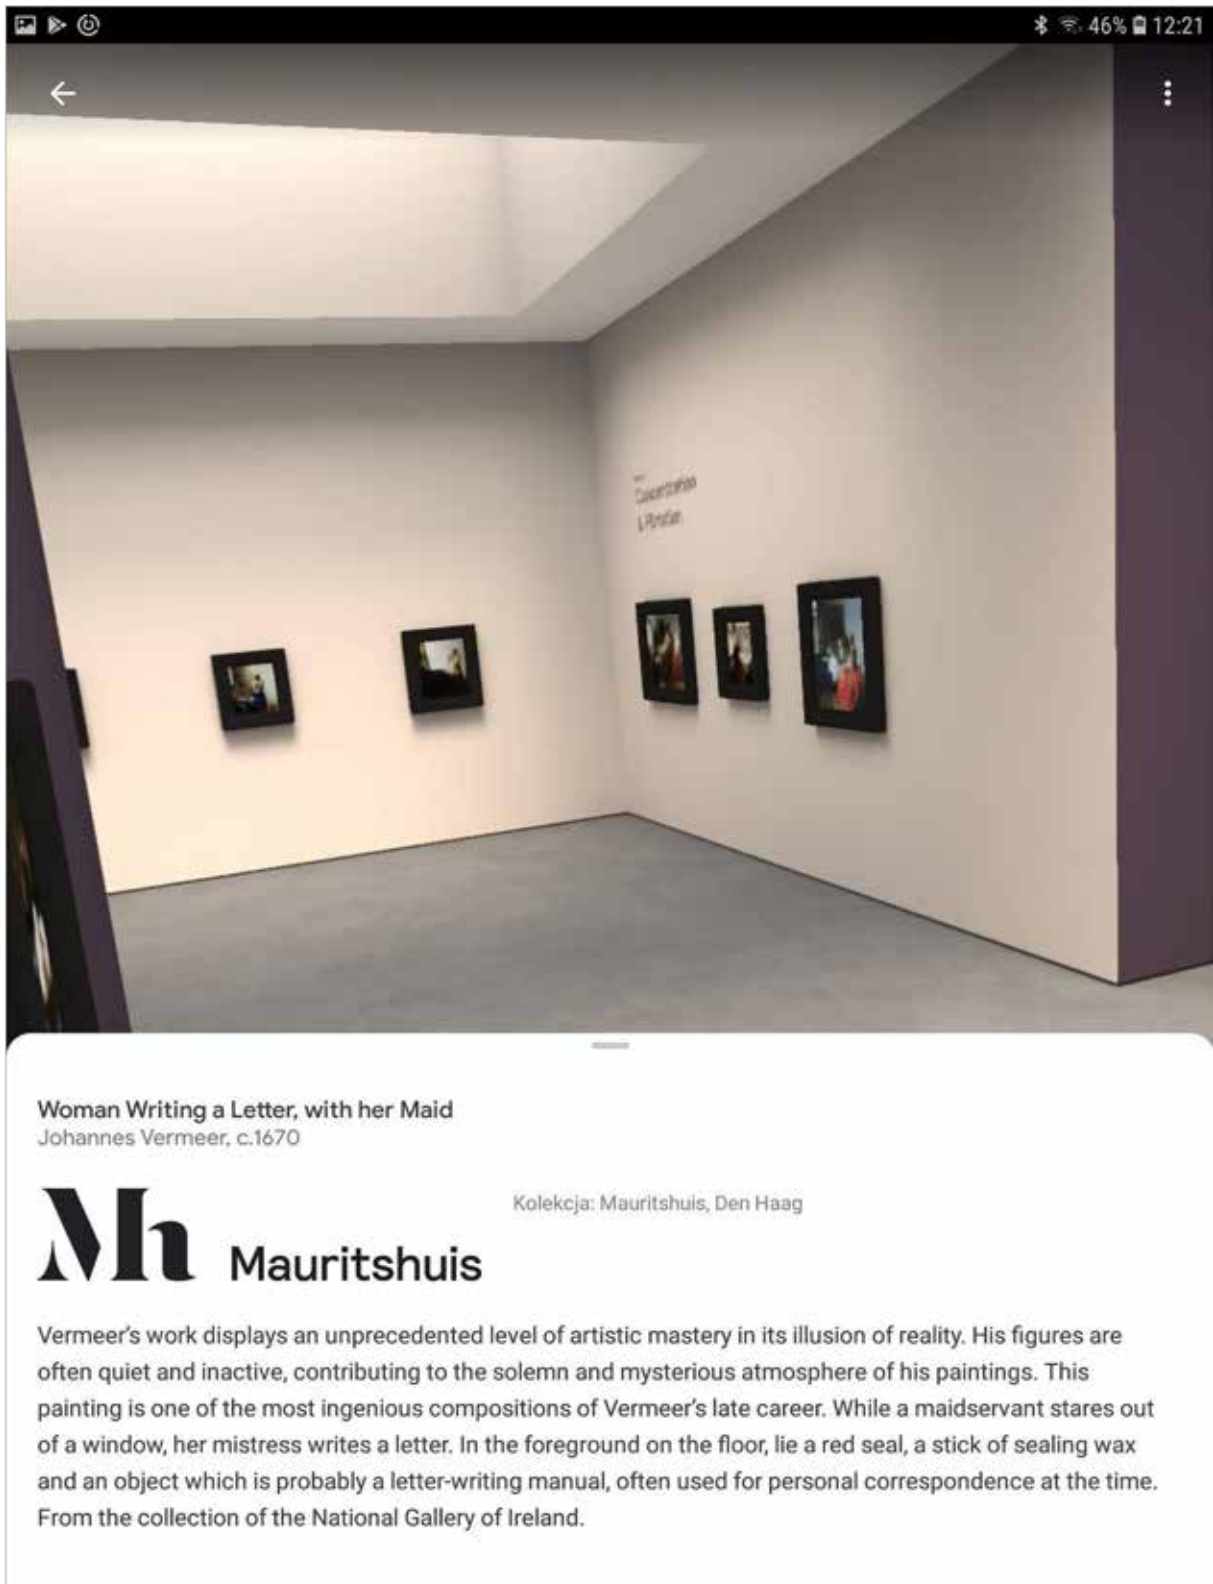 46% 12:21
Concentration
& Flirtation
Woman Writing a Letter, with her Maid
Johannes Vermeer, c.1670
Kolekcja: Mauritshuis, Den Haag
Mh Mauritshuis
Vermeer's work displays an unprecedented level of artistic mastery in its illusion of reality. His figures are
often quiet and inactive, contributing to the solemn and mysterious atmosphere of his paintings. This
painting is one of the most ingenious compositions of Vermeer's late career. While a maidservant stares out
of a window, her mistress writes a letter. In the foreground on the floor, lie a red seal, a stick of sealing wax
and an object which is probably a letter-writing manual, often used for personal correspondence at the time.
From the collection of the National Gallery of Ireland.